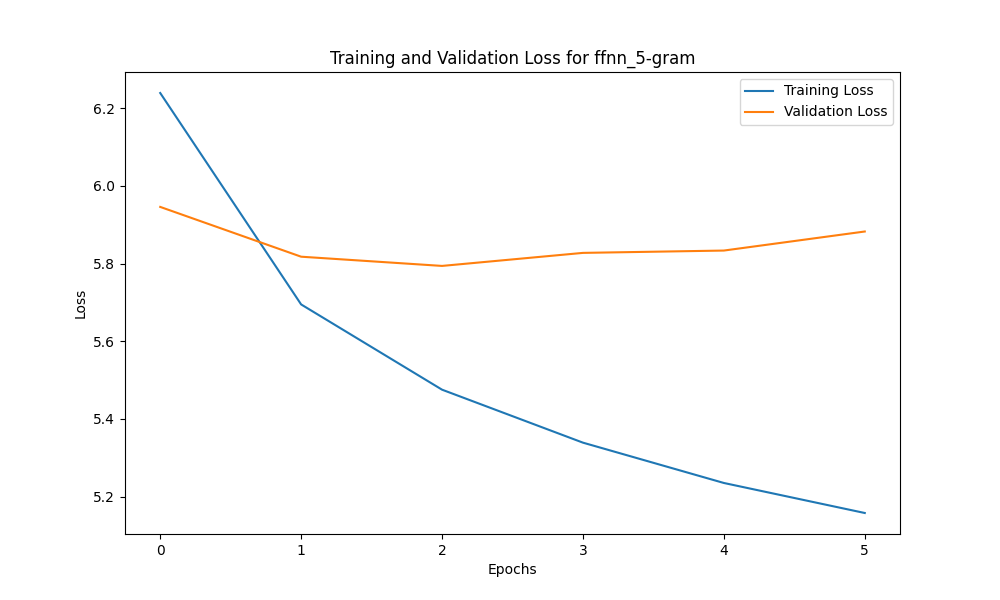 Training and Validation Loss for ffnn_5-gram
Training Loss
Validation Loss
6.2
6.0
5.8
5.6
5.4
5.2
Loss
0 1 2 3 4 5
Epochs